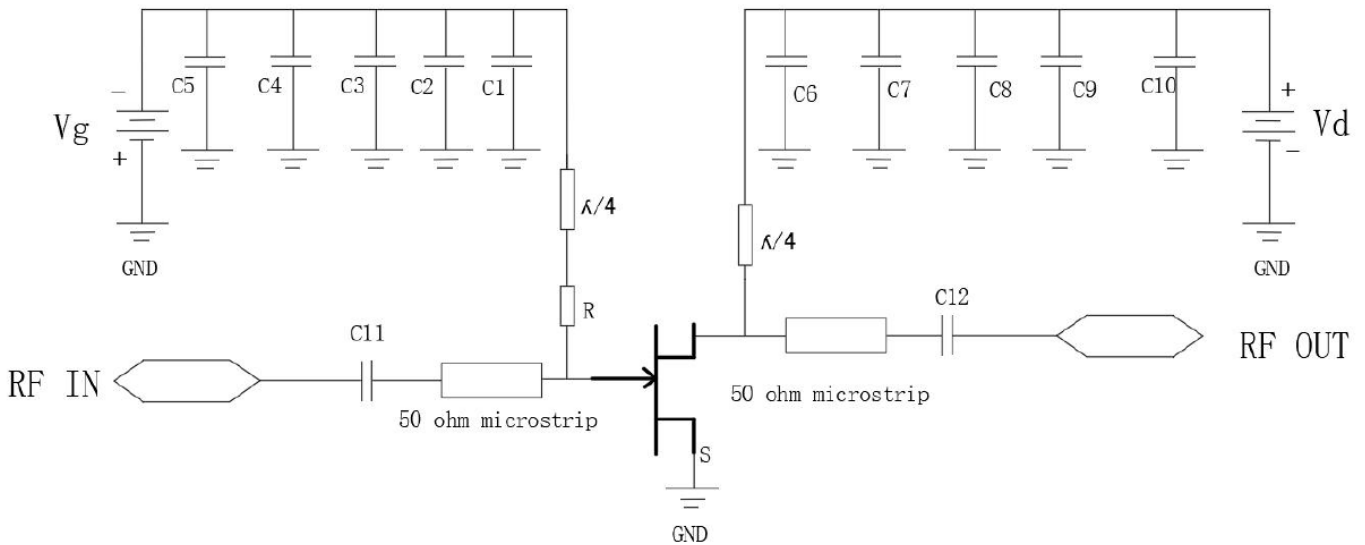 C5
C4
C3
C2
C1
C6
C7
C8
C9
C10
-
+
Vg
+
-
Vd
ʎ/4
ʎ/4
GND
GND
R
C11
C12
RF IN
RF OUT
50 ohm microstrip
50 ohm microstrip
S
GND